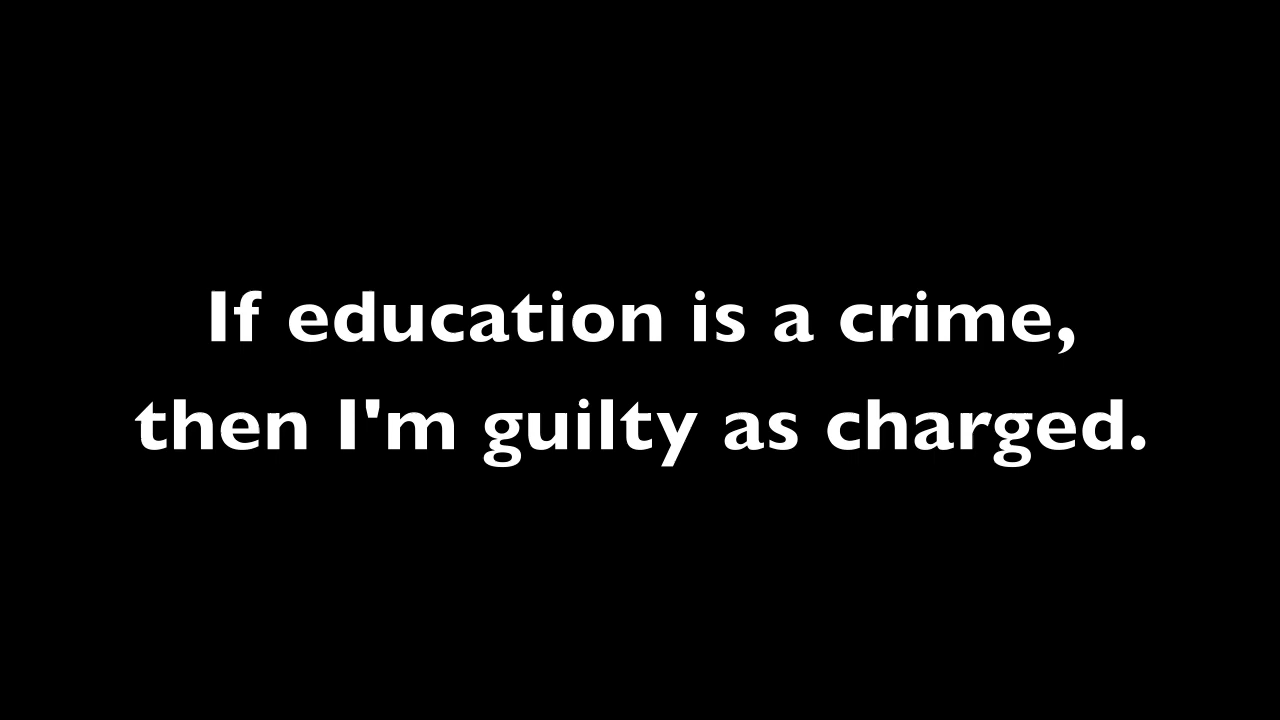 If education is a crime,
then I'm guilty as charged.